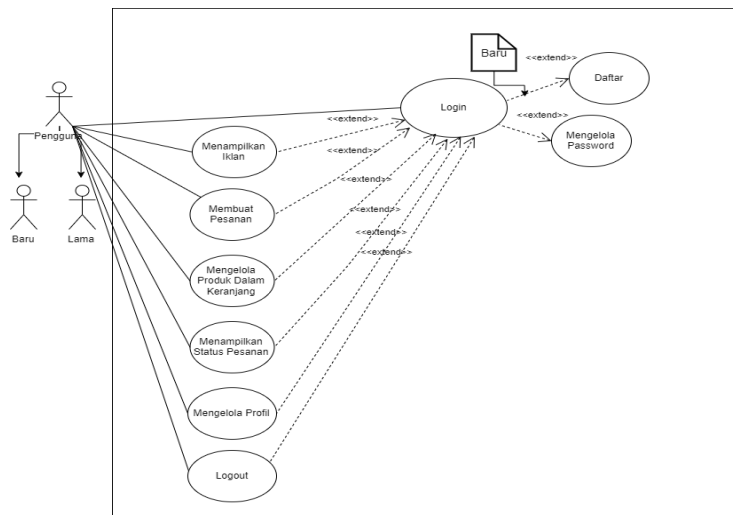 Baru
<<extend>>
Daftar
Login
<<extend>>
Mengelola
Password
Pengguna
<<extend>>
Menampilkan
Iklan
<<extend>>
Membuat
Pesanan
<<extend>>
Baru
Lama
<<extend>>
<<extend>>
<<extend>>
Mengelola
Produk Dalam
Keranjang
Menampilkan
Status Pesanan
Mengelola Profil
Logout